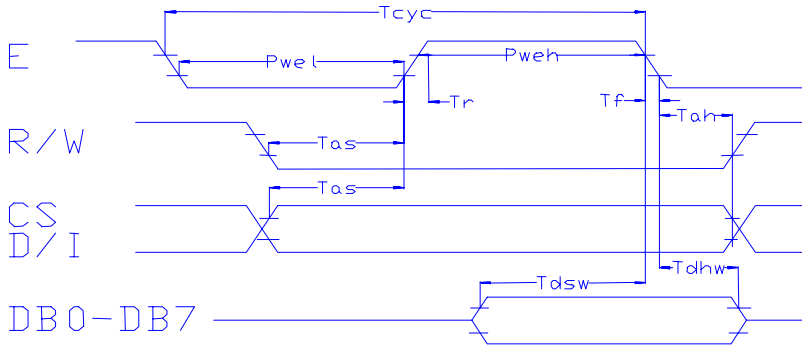 Tcyc
E
Pwel
Pweh
Tr
Tf
Tah
R/W
Tas
Tas
CS
D/I
Tdhw
Tdsw
DB0-DB7